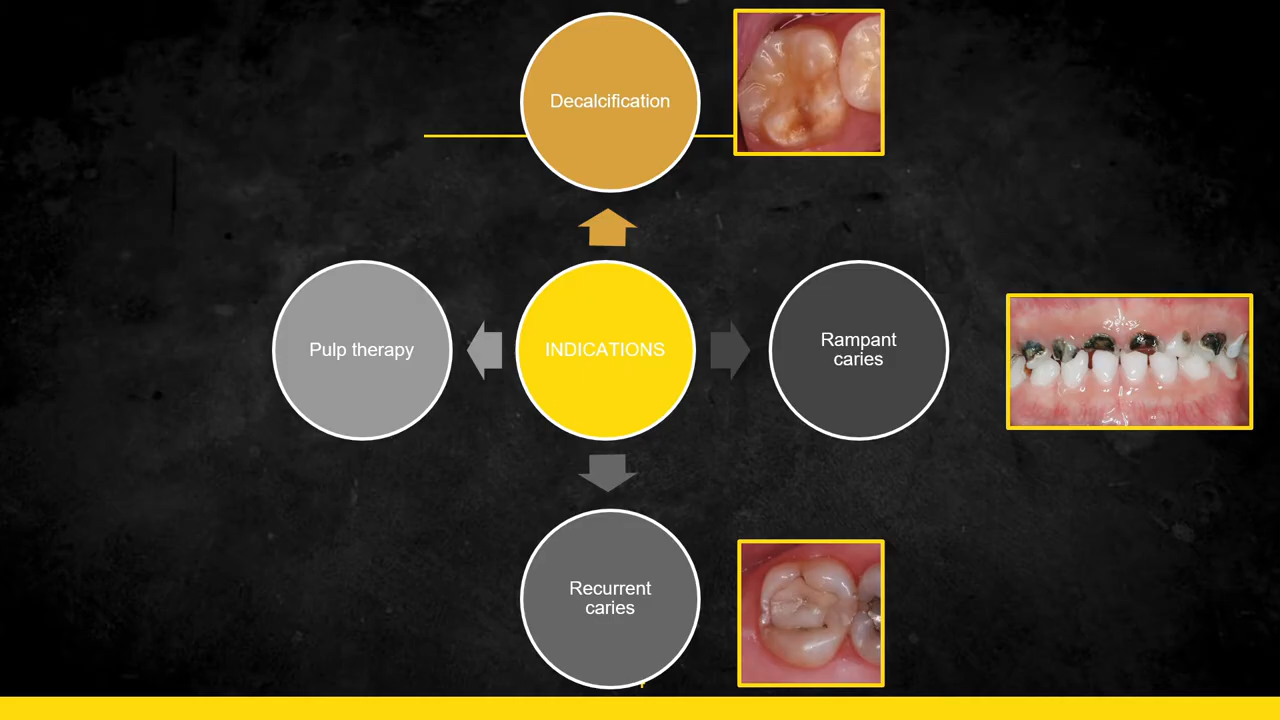 Decalcification
Pulp therapy
INDICATIONS
Rampant
caries
Recurrent
caries